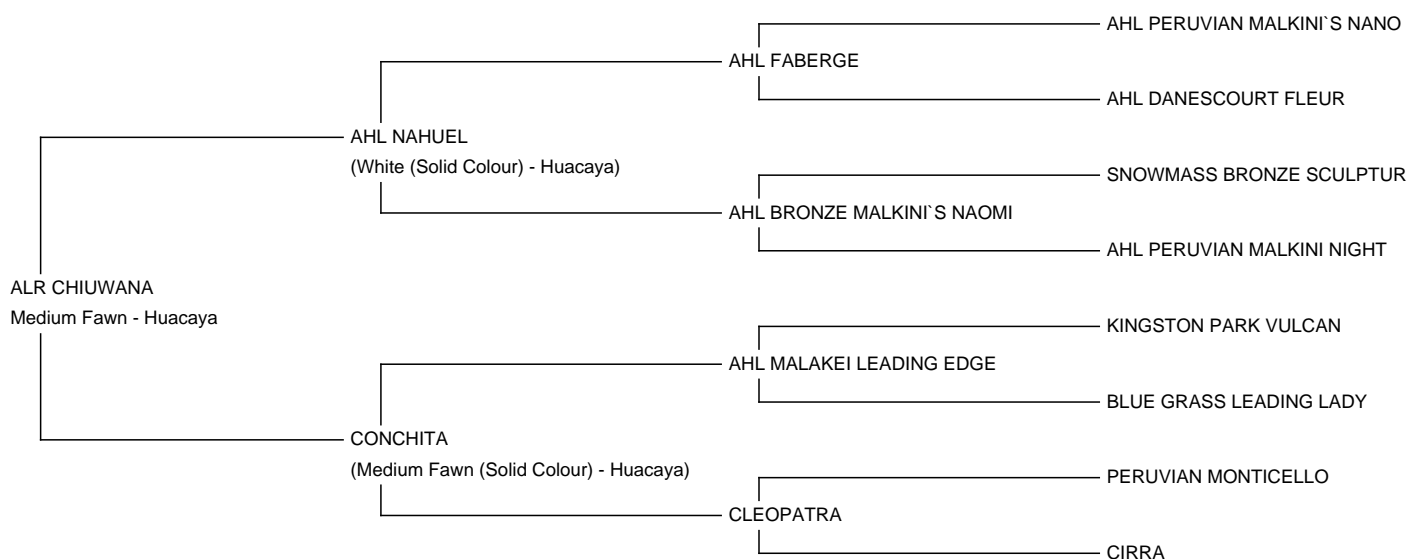 AHL PERUVIAN MALKINI`S NANO
AHL FABERGE
AHL DANESCOURT FLEUR
AHL NAHUEL
(White (Solid Colour) - Huacaya)
SNOWMASS BRONZE SCULPTUR
AHL BRONZE MALKINI`S NAOMI
AHL PERUVIAN MALKINI NIGHT
ALR CHIUWANA
Medium Fawn - Huacaya
KINGSTON PARK VULCAN
AHL MALAKEI LEADING EDGE
BLUE GRASS LEADING LADY
CONCHITA
(Medium Fawn (Solid Colour) - Huacaya)
PERUVIAN MONTICELLO
CLEOPATRA
CIRRA